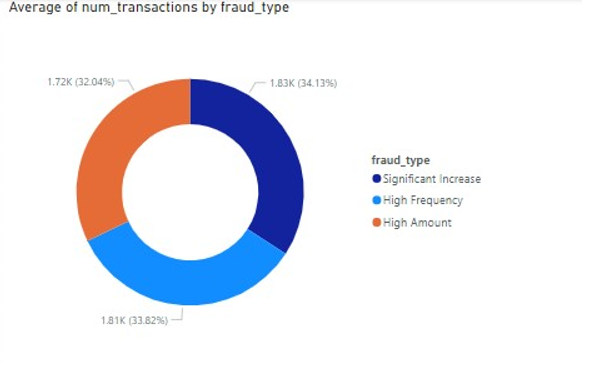 Average of num_transactions by fraud_type
1.72K (32.04%)
1.83K (34.13%)
fraud_type
Significant Increase
High Frequency
High Amount
1.81K (33.82%)